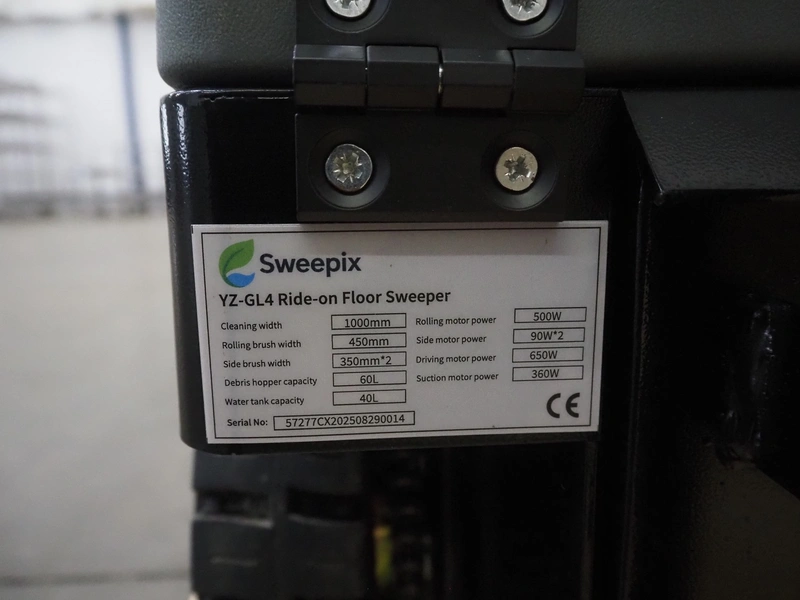 Sweepix
YZ-GL4 Ride-on Floor Sweeper
Cleaning width 1000mm Rolling motor power 500W
Rolling brush width 450mm Side motor power 90W*2
Side brush width 350mm*2 Driving motor power 650W
Debris hopper capacity 60L Suction motor power 360W
Water tank capacity 40L
CE
Serial No: 57277CX202508290014